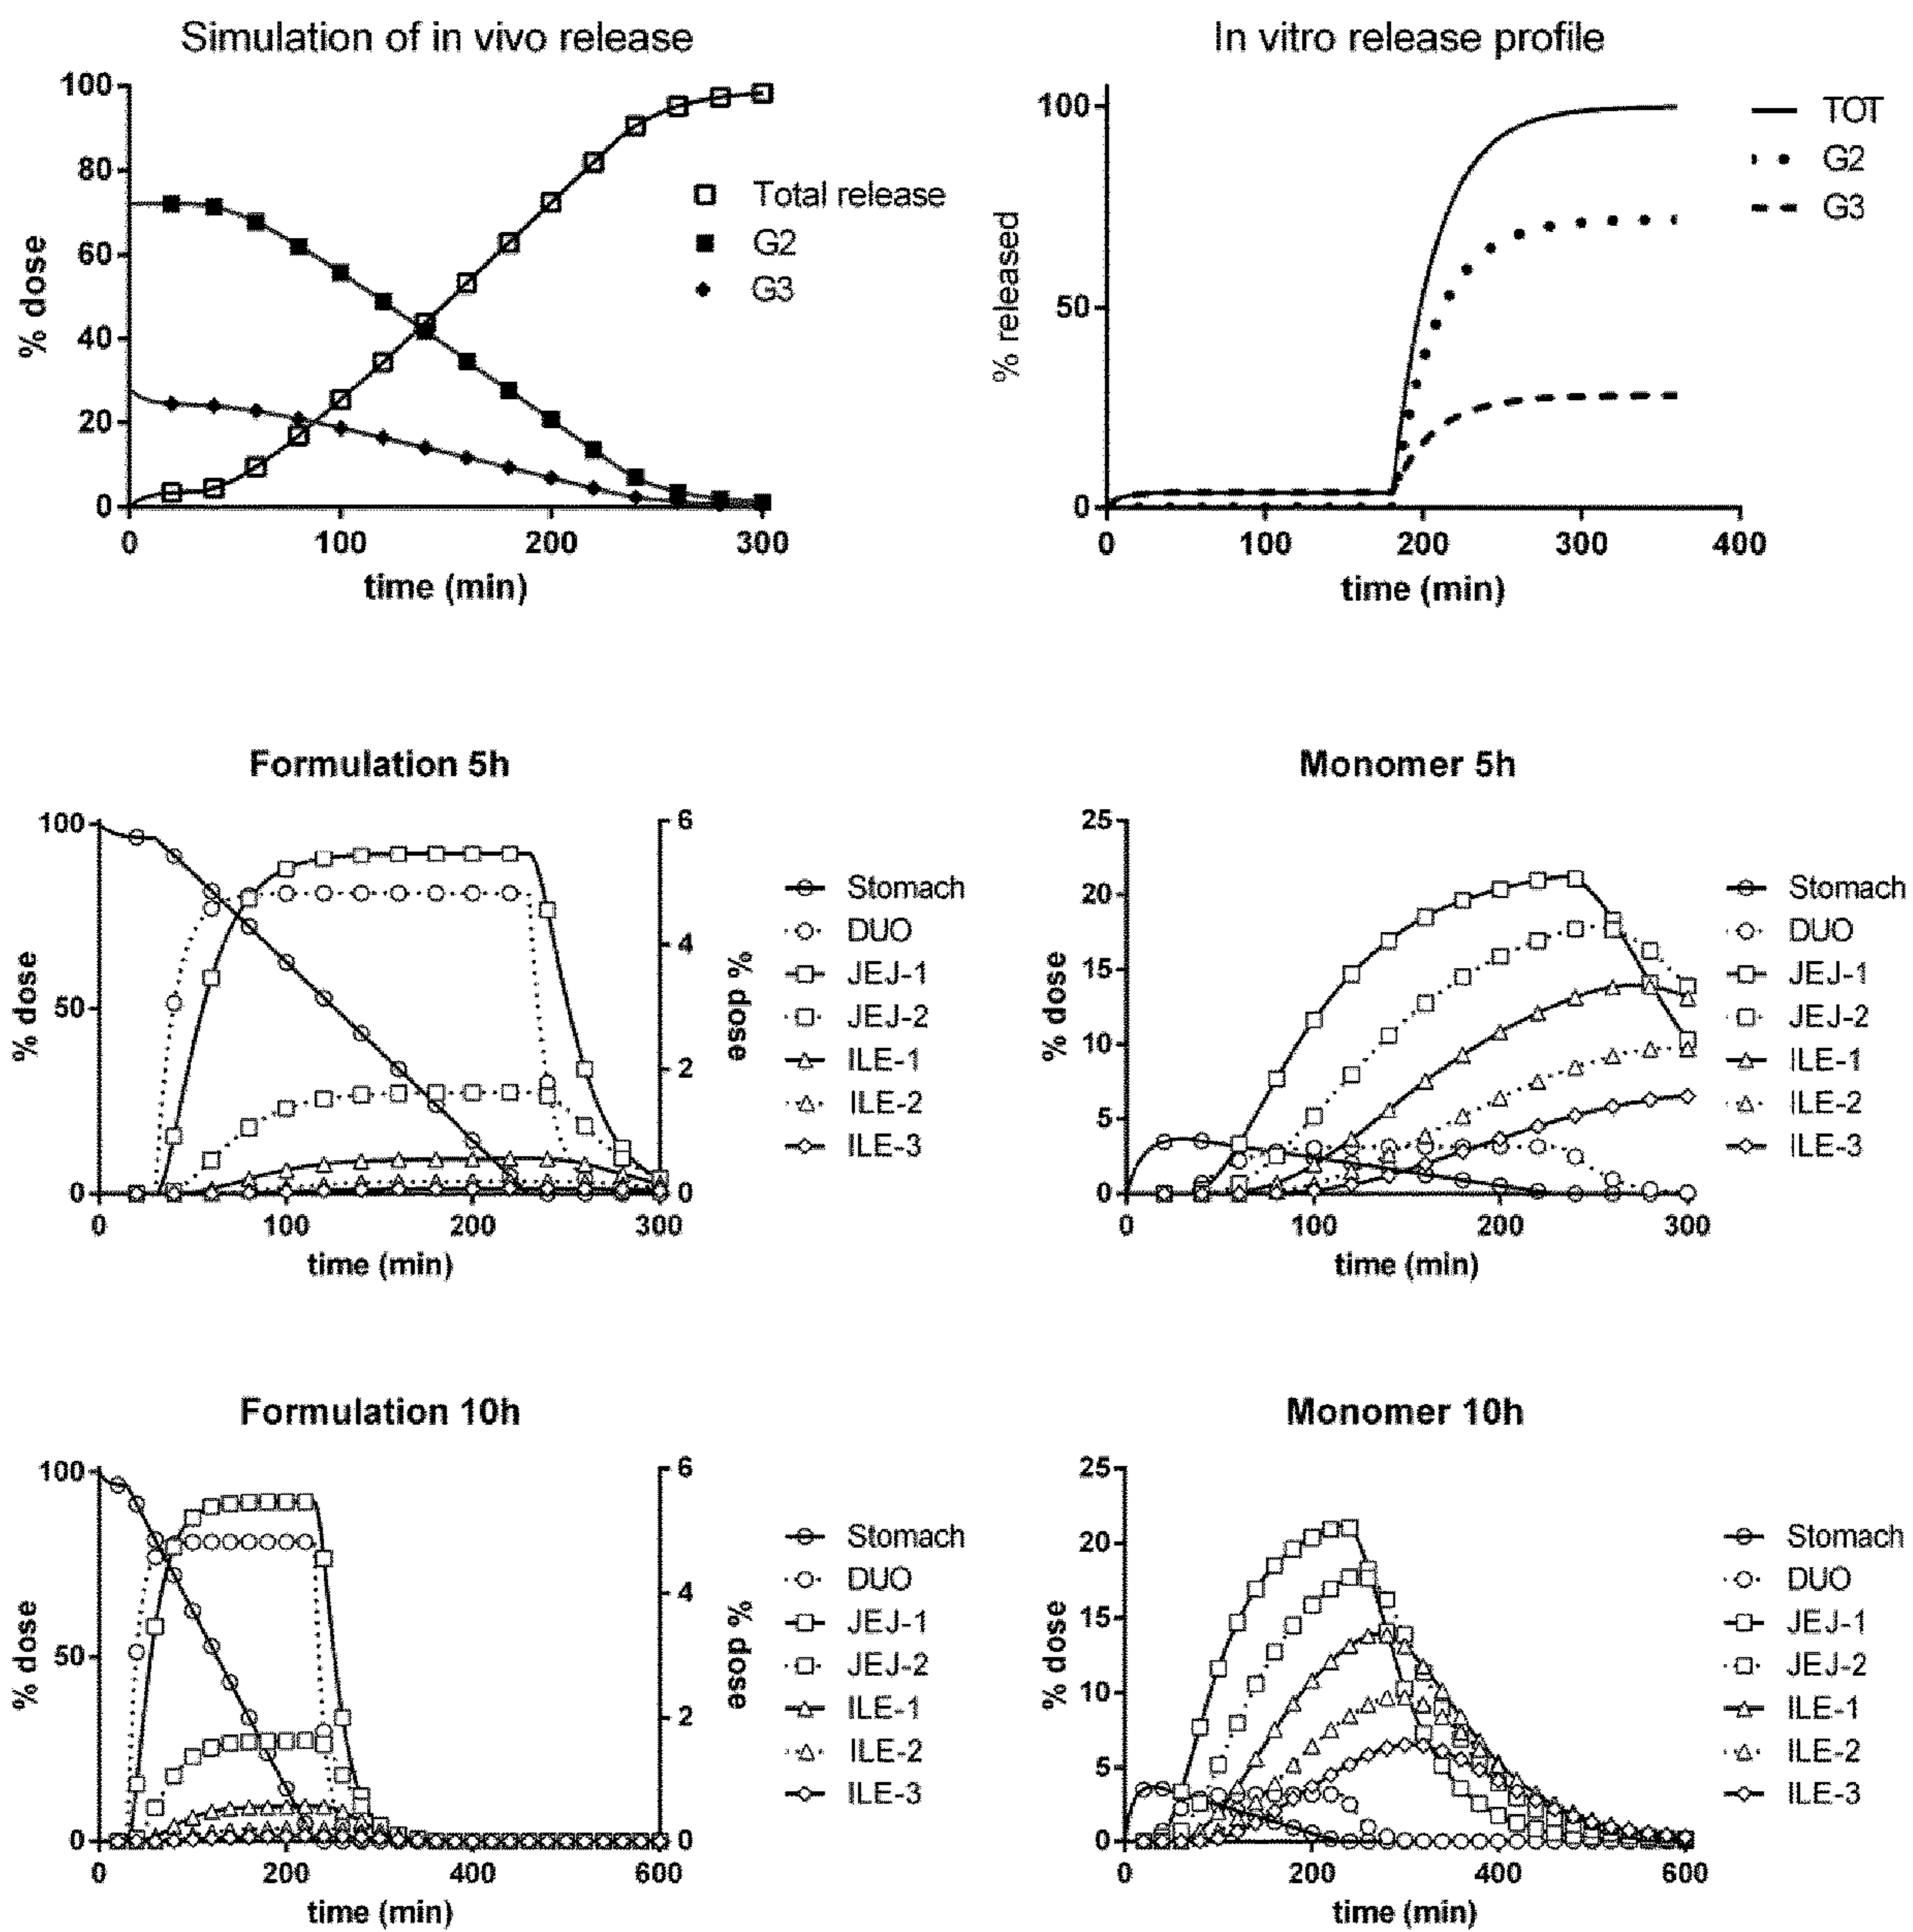 Simulation of in vivo release
100
80
60
40
20
0
% dose
0 100 200 300
time (min)
Total release
G2
G3
In vitro release profile
100
50
0
% released
0 100 200 300 400
time (min)
TOT
G2
G3
Formulation 5h
100
50
0
% dose
6
4
2
0
% dose
0 100 200 300
time (min)
Stomach
DUO
JEJ-1
JEJ-2
ILE-1
ILE-2
ILE-3
Monomer 5h
25
20
15
10
5
0
% dose
0 100 200 300
time (min)
Stomach
DUO
JEJ-1
JEJ-2
ILE-1
ILE-2
ILE-3
Formulation 10h
100
50
0
% dose
6
4
2
0
% dose
0 200 400 600
time (min)
Stomach
DUO
JEJ-1
JEJ-2
ILE-1
ILE-2
ILE-3
Monomer 10h
25
20
15
10
5
0
% dose
0 200 400 600
time (min)
Stomach
DUO
JEJ-1
JEJ-2
ILE-1
ILE-2
ILE-3